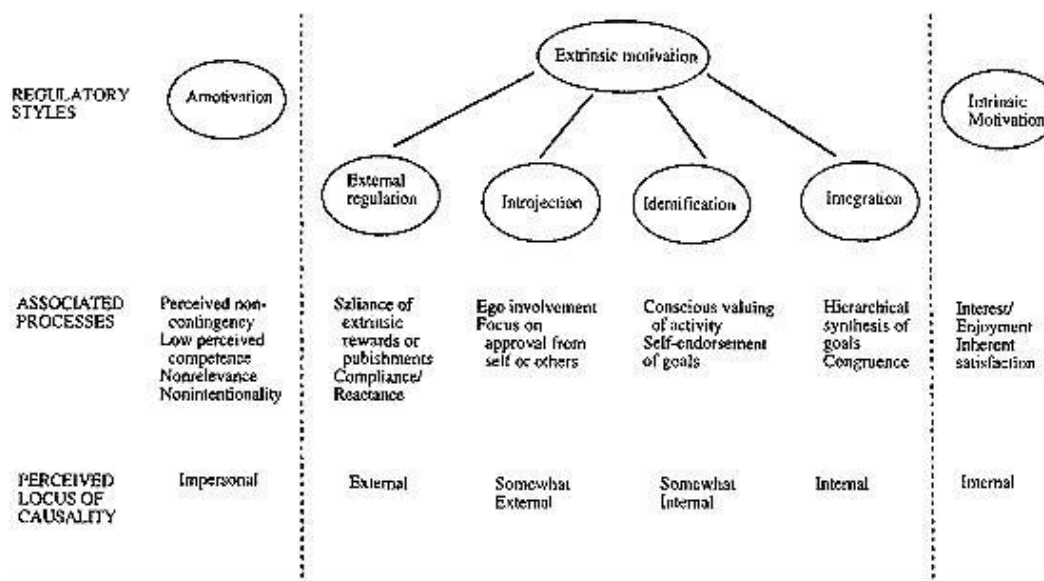 Extrinsic motivation
REGULATORY
STYLES
Amotivation
Intrinsic
Motivation
External
regulation
Introjection
Identification
Integration
ASSOCIATED
PROCESSES
Perceived non-
contingency
Low perceived
competence
Nonrelevance
Nonintentionality
Saliance of
extrinsic
rewards or
punishments
Compliance/
Reactance
Ego involvement
Focus on
approval from
self or others
Conscious valuing
of activity
Self-endorsement
of goals
Hierarchical
synthesis of
goals
Congruence
Interest/
Enjoyment
Inherent
satisfaction
PERCEIVED
LOCUS OF
CAUSALITY
Impersonal
External
Somewhat
External
Somewhat
Internal
Internal
Internal